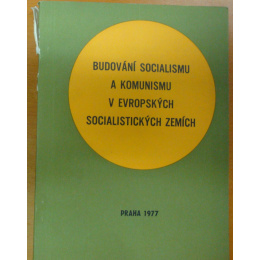 BUDOVÁNÍ SOCIALISMU
A KOMUNISMU
V EVROPSKÝCH
SOCIALISTICKÝCH ZEMÍCH
PRAHA 1977